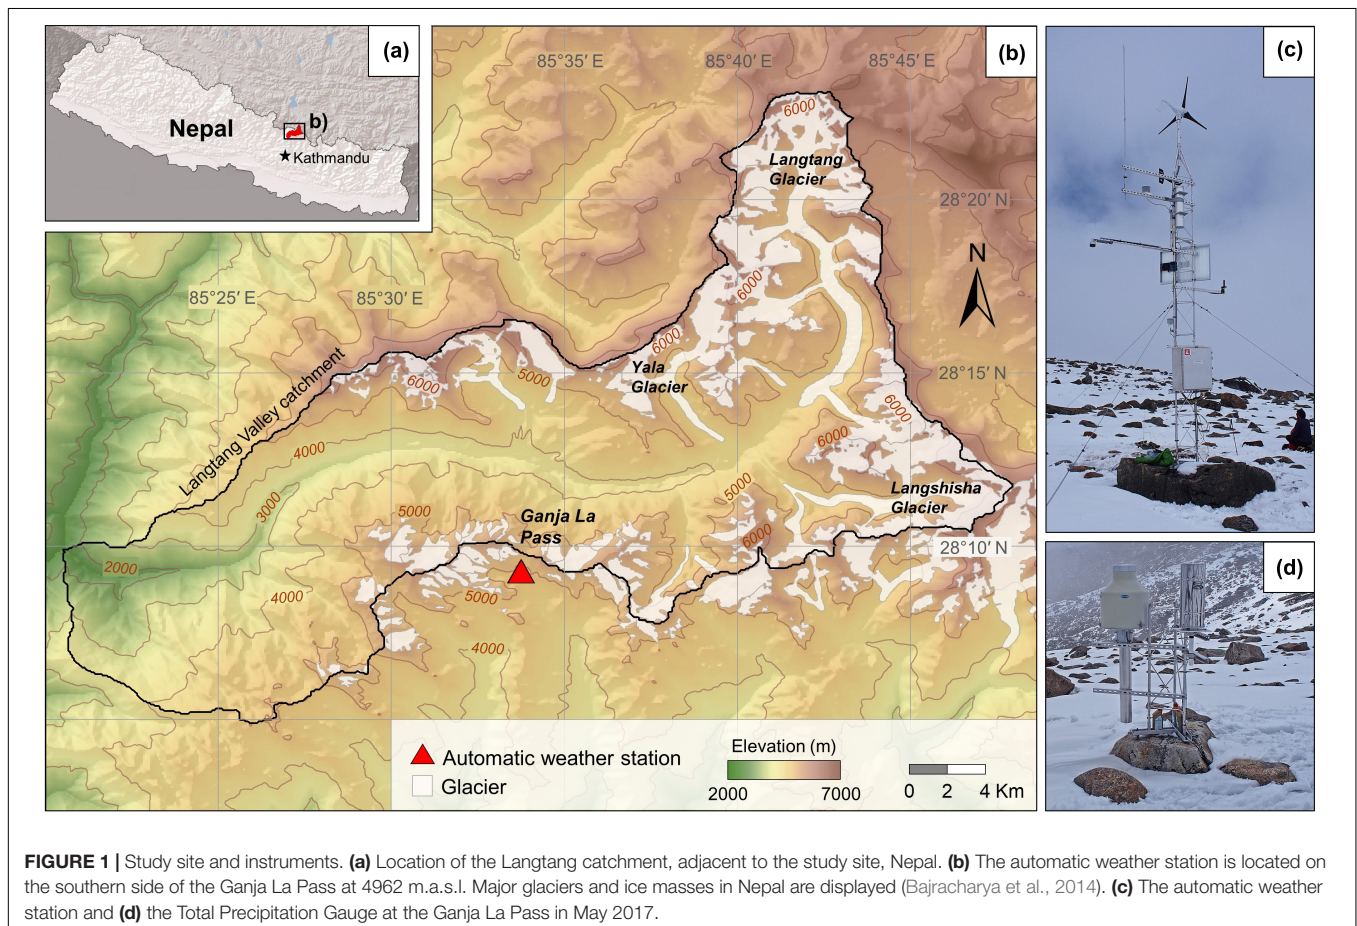 (a)
Nepal
b)
Kathmandu
(b)
85°35′ E
85°40′ E
85°45′ E
6000
Langtang
Glacier
28°20′ N
N
85°25′ E
85°30′ E
6000
6000
Yala
Glacier
28°15′ N
Langtang Valley catchment
6000
5000
6000
6000
4000
3000
5000
5000
Langshisha
Glacier
Ganja La
Pass
6000
28°10′ N
2000
4000
5000
4000
Automatic weather station
Glacier
Elevation (m)
2000
7000
0 2 4 Km
(c)
(d)
FIGURE 1 | Study site and instruments. (a) Location of the Langtang catchment, adjacent to the study site, Nepal. (b) The automatic weather station is located on
the southern side of the Ganja La Pass at 4962 m.a.s.l. Major glaciers and ice masses in Nepal are displayed (Bajracharya et al., 2014). (c) The automatic weather
station and (d) the Total Precipitation Gauge at the Ganja La Pass in May 2017.